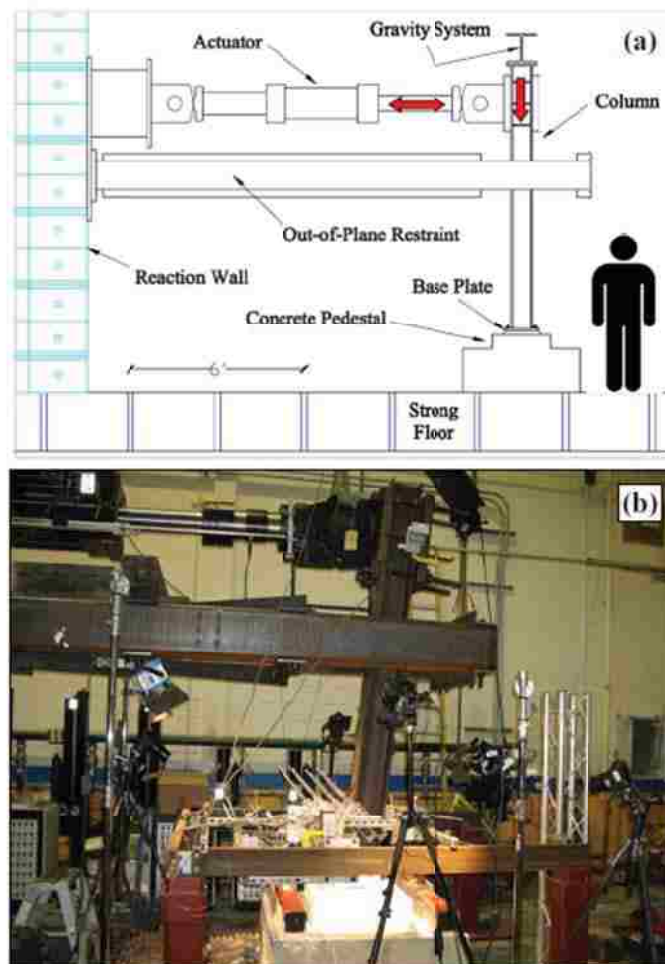 Gravity System
(a)
Actuator
Column
Out-of-Plane Restraint
Reaction Wall
Base Plate
Concrete Pedestal
6'
Strong
Floor
(b)